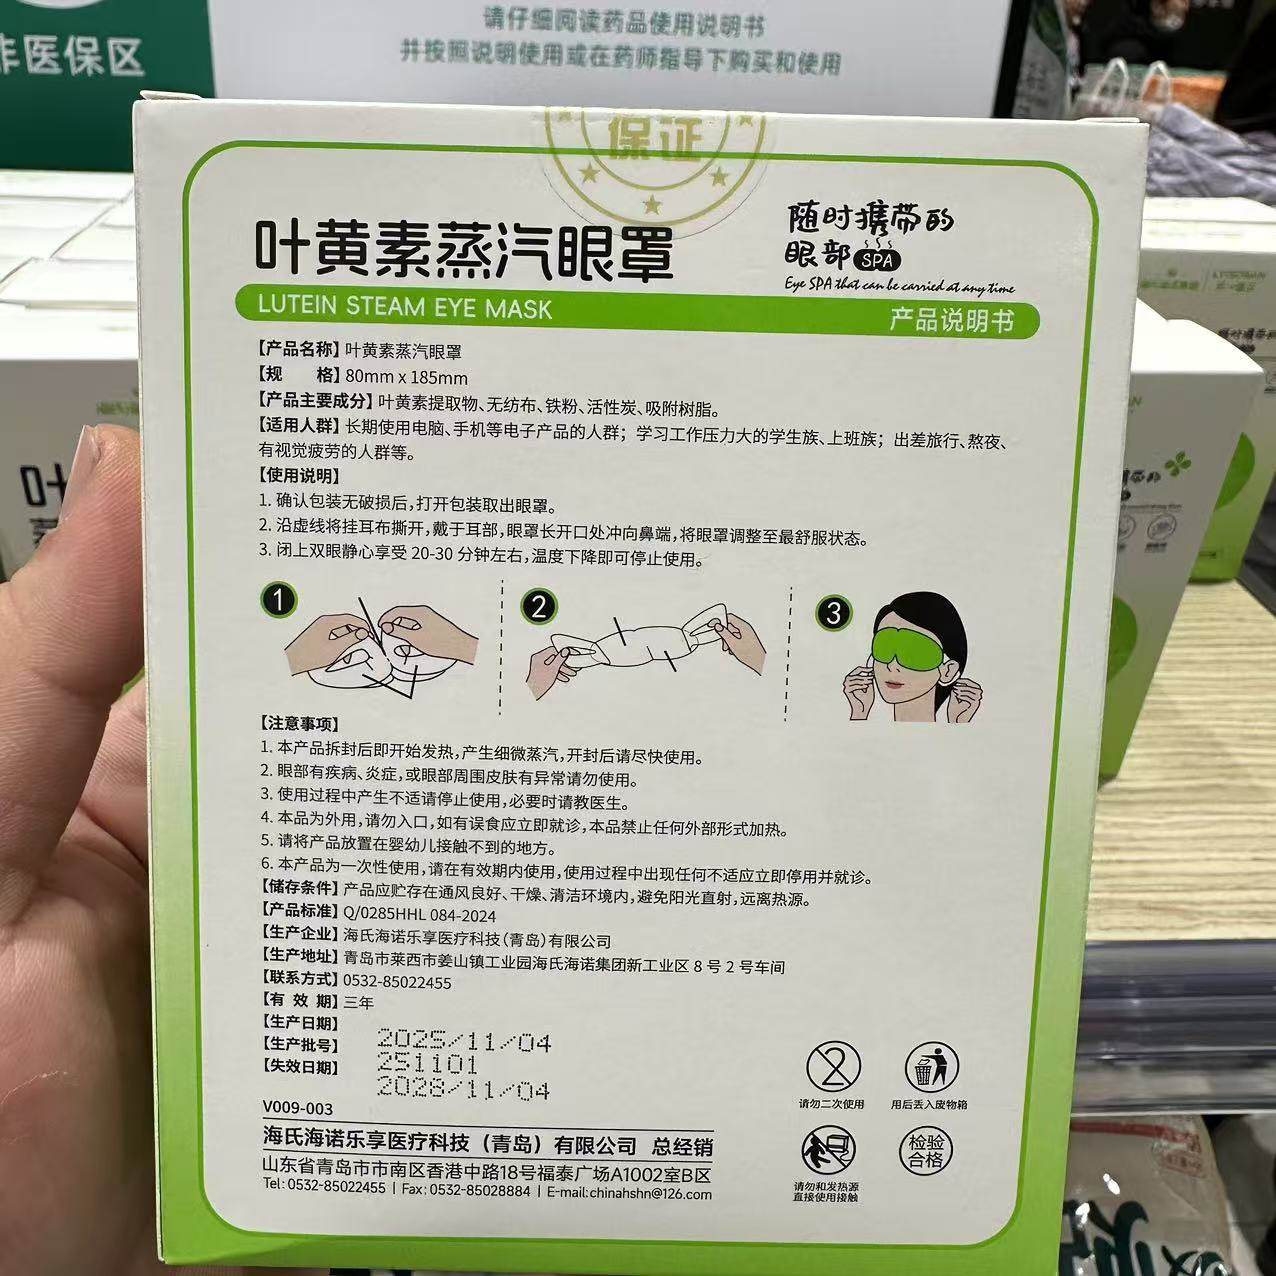 非医保区
请仔细阅读药品使用说明书
并按照说明使用或在药师指导下购买和使用
保证
叶黄素蒸汽眼罩
随时携带的
眼部SPA
Eye SPA that can be carried at any time
LUTEIN STEAM EYE MASK
产品说明书
【产品名称】叶黄素蒸汽眼罩
【规 格】80mm x 185mm
【产品主要成分】叶黄素提取物、无纺布、铁粉、活性炭、吸附树脂。
【适用人群】长期使用电脑、手机等电子产品的人群；学习工作压力大的学生族、上班族；出差旅行、熬夜、
有视觉疲劳的人群等。
【使用说明】
1. 确认包装无破损后，打开包装取出眼罩。
2. 沿虚线将挂耳布撕开，戴于耳部，眼罩长开口处冲向鼻端，将眼罩调整至最舒服状态。
3. 闭上双眼静心享受 20-30 分钟左右，温度下降即可停止使用。
1
2
3
【注意事项】
1. 本产品拆封后即开始发热，产生细微蒸汽，开封后请尽快使用。
2. 眼部有疾病、炎症，或眼部周围皮肤有异常请勿使用。
3. 使用过程中产生不适请停止使用，必要时请教医生。
4. 本品为外用，请勿入口，如有误食应立即就诊，本品禁止任何外部形式加热。
5. 请将产品放置在婴幼儿接触不到的地方。
6. 本产品为一次性使用，请在有效期内使用，使用过程中出现任何不适应立即停用并就诊。
【储存条件】产品应贮存在通风良好、干燥、清洁环境内，避免阳光直射，远离热源。
【产品标准】Q/0285HHL 084-2024
【生产企业】海氏海诺乐享医疗科技（青岛）有限公司
【生产地址】青岛市莱西市姜山镇工业园海氏海诺集团新工业区 8 号 2 号车间
【联系方式】0532-85022455
【有 效 期】三年
【生产日期】2025/11/04
【生产批号】251101
【失效日期】2028/11/04
V009-003
海氏海诺乐享医疗科技（青岛）有限公司 总经销
山东省青岛市市南区香港中路18号福泰广场A1002室B区
Tel: 0532-85022455 | Fax: 0532-85028884 | E-mail: chinahshn@126.com
2
请勿二次使用
用后丢入废物箱
请勿和发热源
直接使用接触
检验
合格